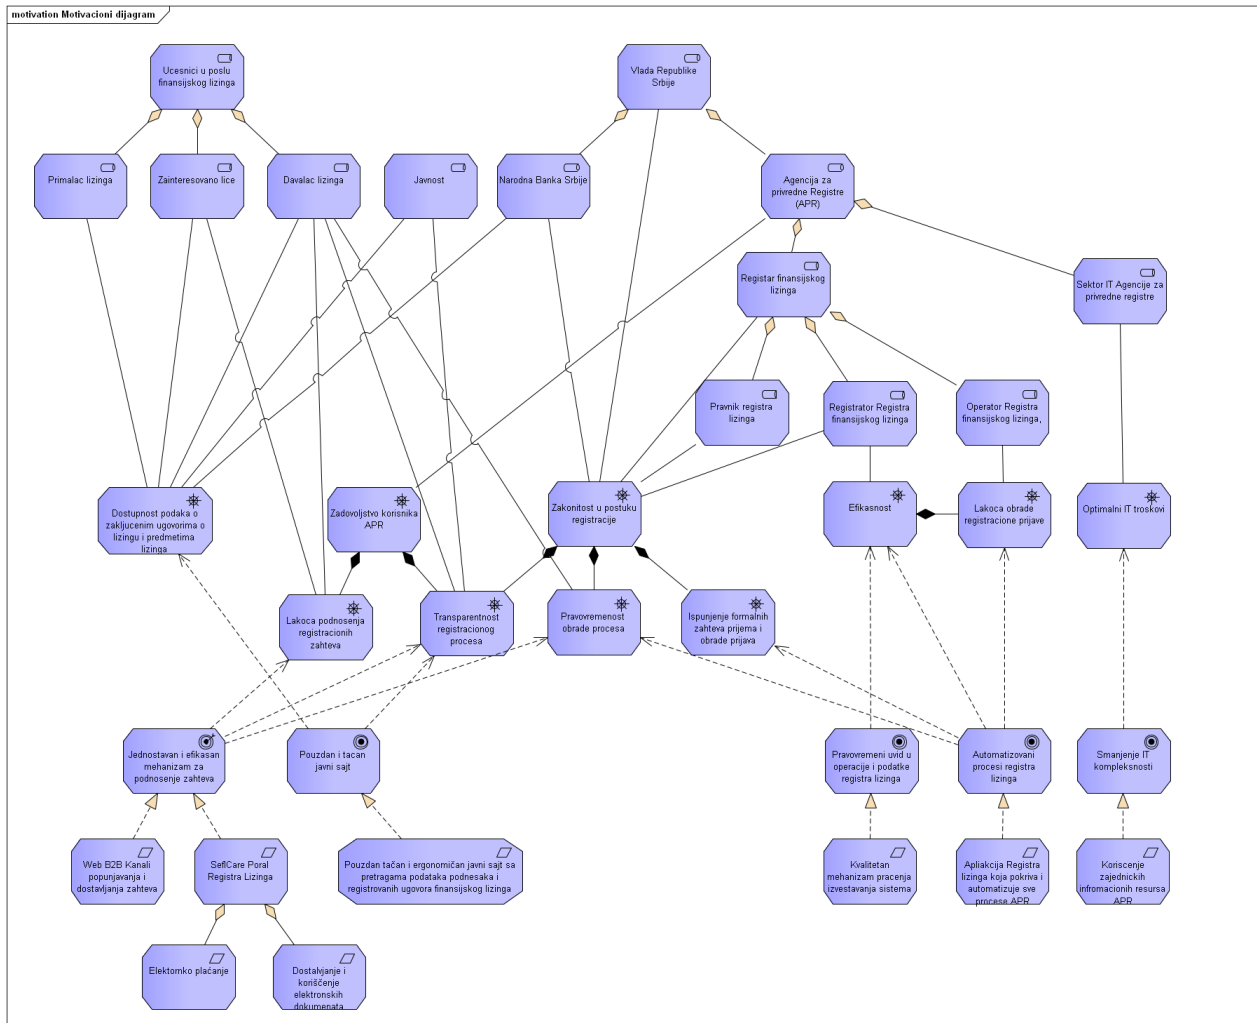 motivation Motivacioni dijagram
Ucesnici u poslu
finansijskog lizinga
Vlada Republike
Srbije
Primalac lizinga
Zainteresovano lice
Davalac lizinga
Javnost
Narodna Banka Srbije
Agencija za
privredne Registre
(APR)
Registar finansijskog
lizinga
Sektor IT Agencije za
privredne registre
Pravnik registra
lizinga
Registrator Registra
finansijskog lizinga
Operator Registra
finansijskog lizinga,
Dostupnost podaka o
zakljucenim ugovorima o
lizingu i predmetima
lizinga
Zadovoljstvo korisnika
APR
Zakonitost u postuku
registracije
Efikasnost
Lakoca obrade
registracione prijave
Optimalni IT troskovi
Lakoca podnosenja
registracionih
zahteva
Transparentnost
registracionog
procesa
Pravovremenost
obrade procesa
Ispunjenje formalnih
zahteva prijema i
obrade prijava
Jednostavan i efikasan
mehanizam za
podnosenje zahteva
Pouzdan i tacan
javni sajt
Pravovremeni uvid u
operacije i podatke
registra lizinga
Automatizovani
procesi registra
lizinga
Smanjenje IT
kompleksnosti
Web B2B Kanali
popunjavanja i
dostavljanja zahteva
SeflCare Poral
Registra Lizinga
Pouzdan tačan i ergonomičan javni sajt sa
pretragama podataka podnesaka i
registrovanih ugovora finansijskog lizinga
Kvalitetan
mehanizam pracenja
izvestavanja sistema
Apliakcija Registra
lizinga koja pokriva i
automatizuje sve
procese APR
Koriscenje
zajednickih
infromacionih resursa
APR
Elektornko plaćanje
Dostalvjanje i
koriščenje
elektronskih
dokumenata